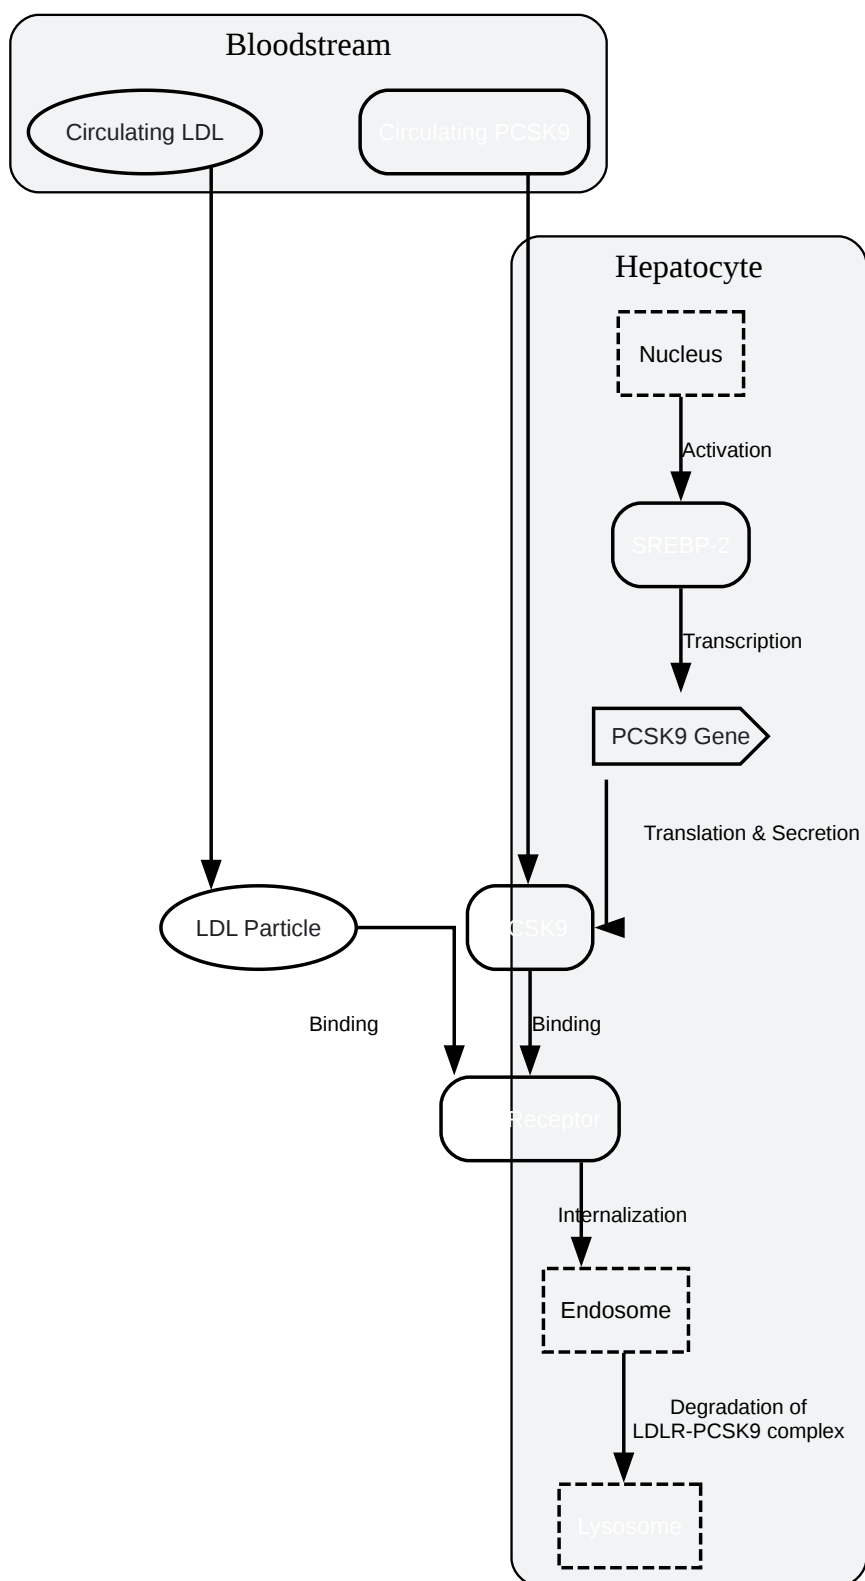 Bloodstream
Circulating LDL
Circulating PCSK9
Hepatocyte
Nucleus
Activation
SREBP-2
Transcription
PCSK9 Gene
Translation & Secretion
LDL Particle
CSK9
Binding
Binding
Receptor
Internalization
Endosome
Degradation of
LDLR-PCSK9 complex
Lysosome